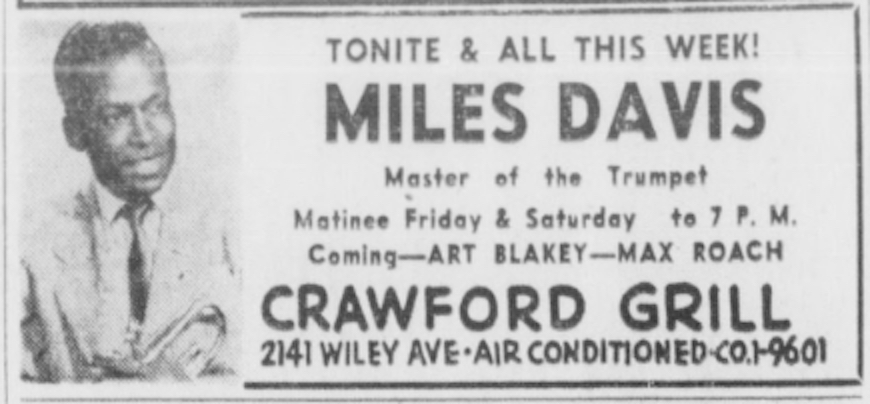 TONITE & ALL THIS WEEK!
MILES DAVIS
Master of the Trumpet
Matinee Friday & Saturday to 7 P. M.
Coming—ART BLAKEY—MAX ROACH
CRAWFORD GRILL
2141 WILEY AVE • AIR CONDITIONED • CO.1-9601